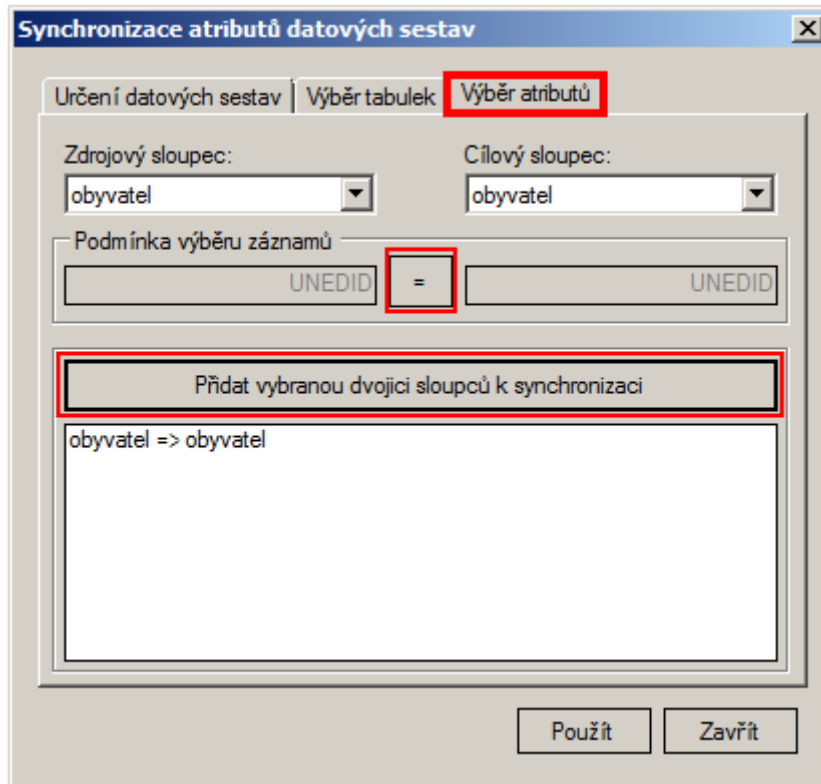 Synchronizace atributů datových sestav
Určení datových sestav Výběr tabulek Výběr atributů
Zdrojový sloupec: Cílový sloupec:
obyvatel obyvatel
Podmínka výběru záznamů
UNEDID = UNEDID
Přidat vybranou dvojici sloupců k synchronizaci
obyvatel => obyvatel
Použít Zavřít